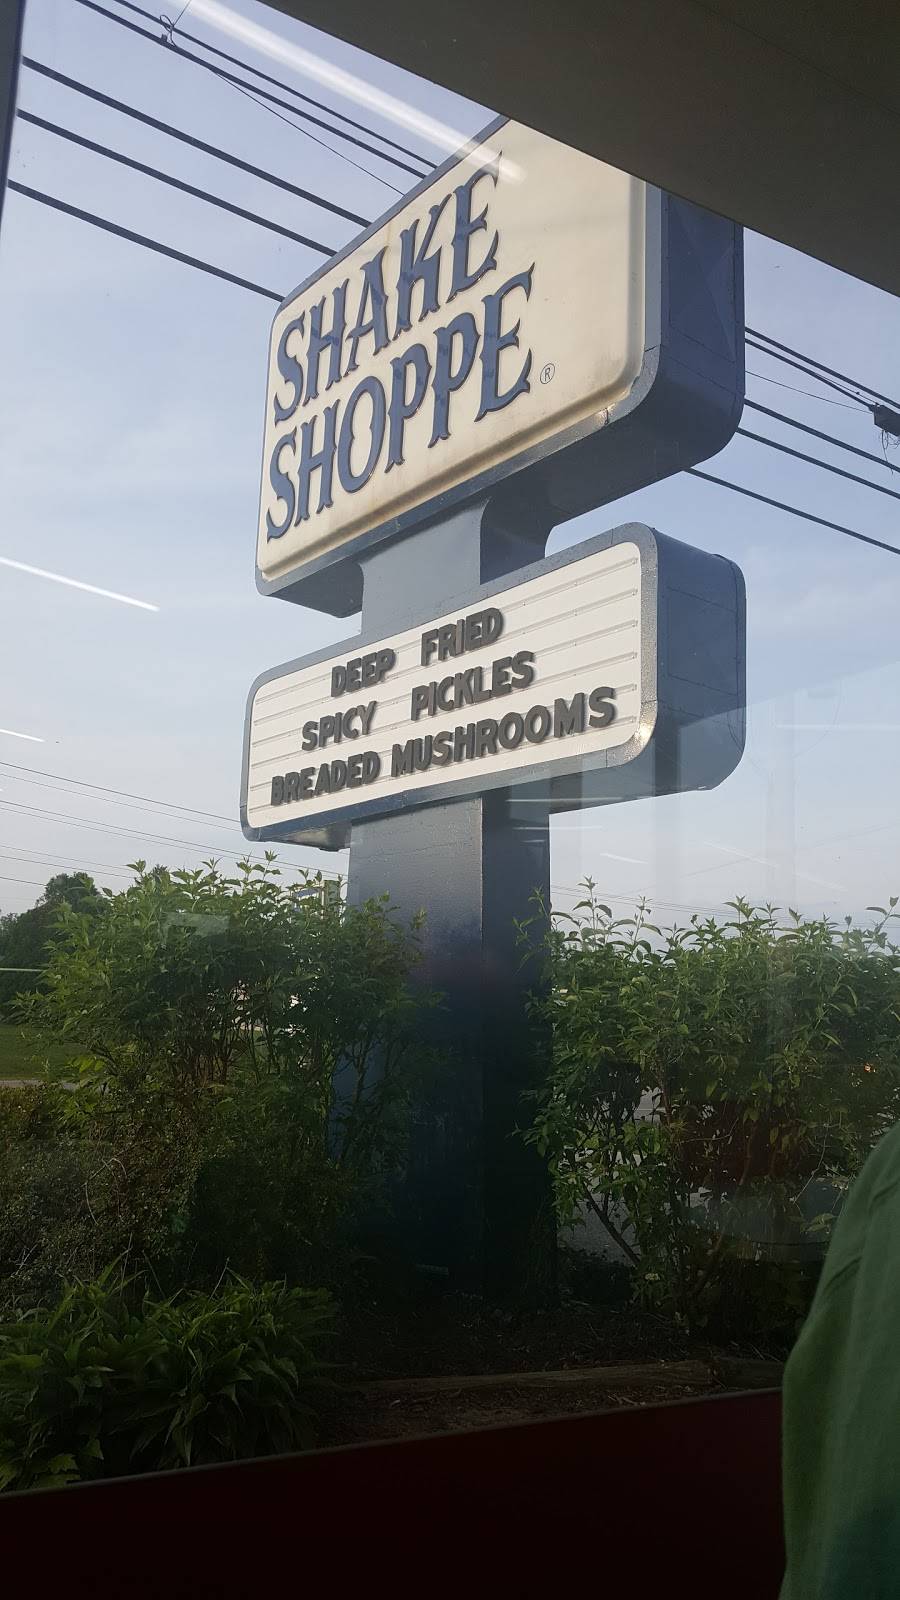 SHAKE
SHOPPE ®
DEEP FRIED
SPICY PICKLES
BREADED MUSHROOMS